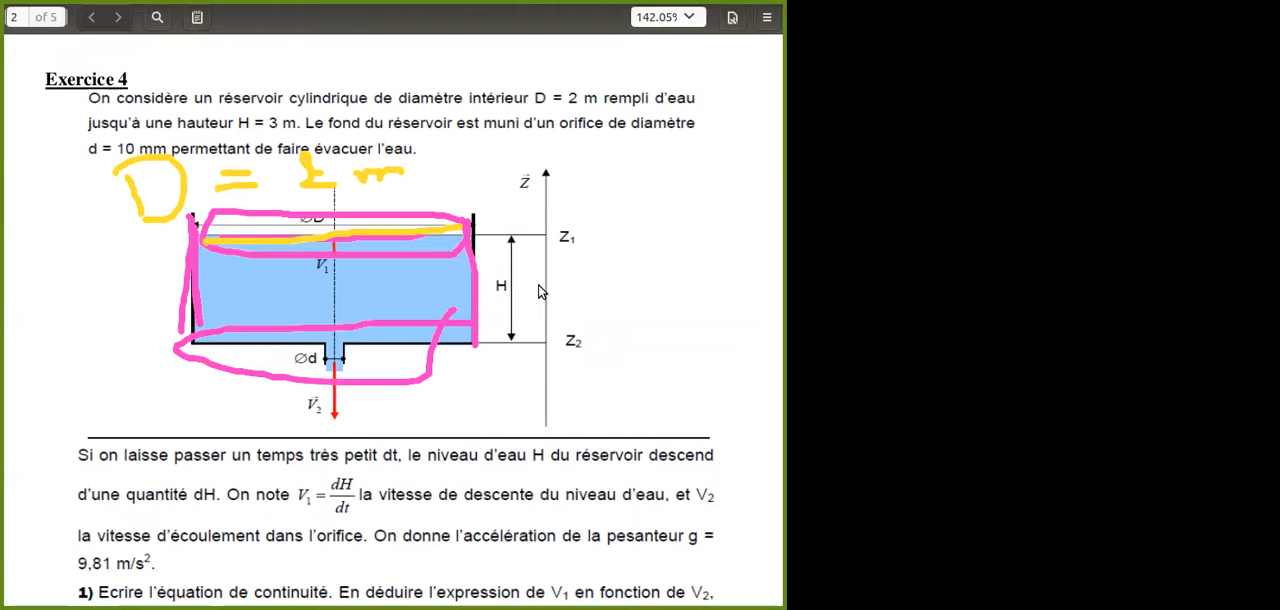 2 of 5
142.05%
Exercice 4
On considère un réservoir cylindrique de diamètre intérieur D = 2 m rempli d'eau
jusqu'à une hauteur H = 3 m. Le fond du réservoir est muni d'un orifice de diamètre
d = 10 mm permettant de faire évacuer l'eau.
D = 2 m
Z
ØD
Z1
V1
H
Z2
Ød
V2
Si on laisse passer un temps très petit dt, le niveau d'eau H du réservoir descend
d'une quantité dH. On note V1 = dH/dt la vitesse de descente du niveau d'eau, et V2
la vitesse d'écoulement dans l'orifice. On donne l'accélération de la pesanteur g =
9,81 m/s².
1) Ecrire l'équation de continuité. En déduire l'expression de V1 en fonction de V2,